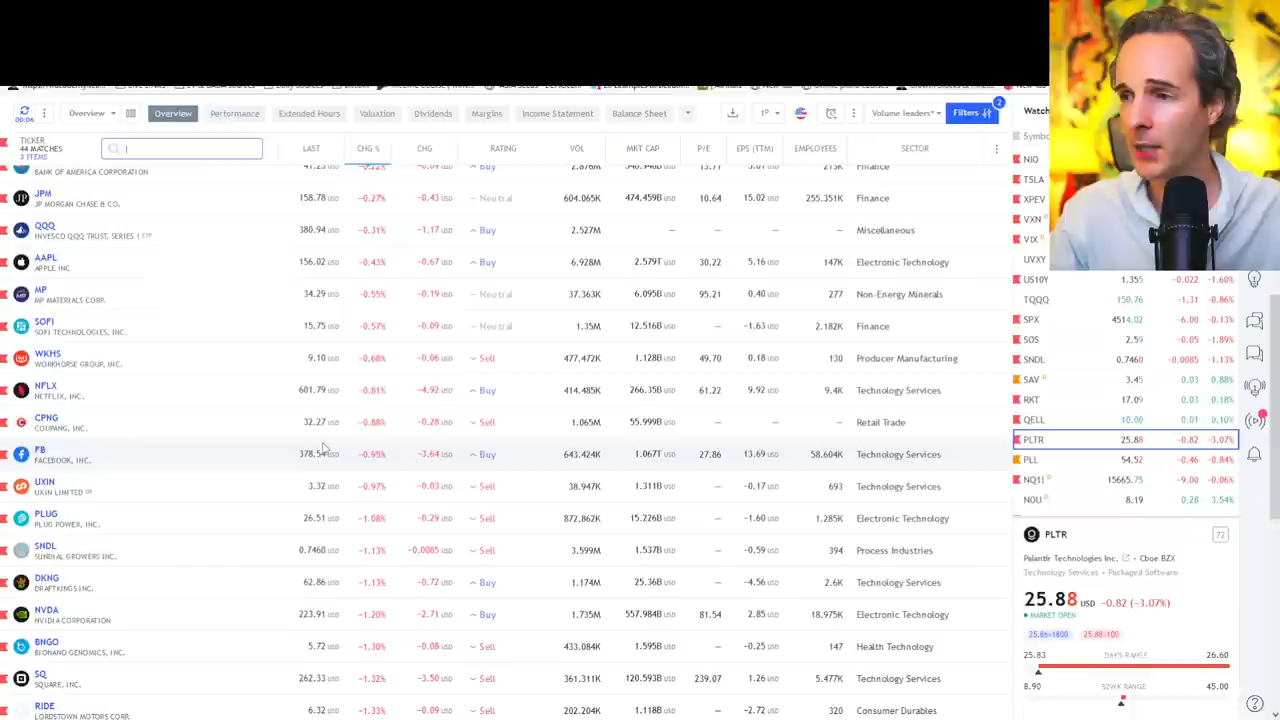 Overview
Overview
Performance
Extended Hours
Valuation
Dividends
Margins
Income Statement
Balance Sheet
Volume leaders*
Filters
2
Watch
00:06
TICKER
44 MATCHES
3 ITEMS
LAST
CHG %
CHG
RATING
VOL
MKT CAP
P/E
EPS (TTM)
EMPLOYEES
SECTOR
BANK OF AMERICA CORPORATION
Buy
Finance
JPM
JP MORGAN CHASE & CO.
158.78 USD −0.27% −0.43 USD Neutral 604.065K 474.459B USD 10.64 15.02 USD 255.351K Finance
QQQ
INVESCO QQQ TRUST, SERIES 1 ETF
380.94 USD −0.31% −1.17 USD Buy 2.527M — — — — Miscellaneous
AAPL
APPLE INC
156.02 USD −0.43% −0.67 USD Buy 6.928M 2.579T USD 30.22 5.16 USD 147K Electronic Technology
MP
MP MATERIALS CORP.
34.29 USD −0.55% −0.19 USD Neutral 37.363K 6.095B USD 95.21 0.40 USD 277 Non-Energy Minerals
SOFI
SOFI TECHNOLOGIES, INC.
15.75 USD −0.57% −0.09 USD Neutral 1.35M 12.516B USD — −1.63 USD 2.182K Finance
WKHS
WORKHORSE GROUP, INC.
9.10 USD −0.68% −0.06 USD Sell 477.472K 1.128B USD 49.70 0.18 USD 130 Producer Manufacturing
NFLX
NETFLIX, INC.
601.79 USD −0.81% −4.92 USD Buy 414.485K 266.35B USD 61.22 9.92 USD 9.4K Technology Services
CPNG
COUPANG, INC.
32.27 USD −0.88% −0.28 USD Sell 1.065M 55.999B USD — — — Retail Trade
FB
FACEBOOK, INC.
378.54 USD −0.95% −3.64 USD Buy 643.424K 1.067T USD 27.86 13.69 USD 58.604K Technology Services
UXIN
UXIN LIMITED DR
3.32 USD −0.97% −0.03 USD Sell 38.947K 1.311B USD — −0.17 USD 693 Technology Services
PLUG
PLUG POWER, INC.
26.51 USD −1.08% −0.29 USD Sell 872.862K 15.226B USD — −1.60 USD 1.285K Electronic Technology
SNDL
SUNDIAL GROWERS INC.
0.7460 USD −1.13% −0.0085 USD Sell 3.599M 1.537B USD — −0.59 USD 394 Process Industries
DKNG
DRAFTKINGS, INC.
62.86 USD −1.13% −0.72 USD Buy 1.174M 25.36B USD — −4.56 USD 2.6K Technology Services
NVDA
NVIDIA CORPORATION
223.91 USD −1.20% −2.71 USD Buy 1.735M 557.984B USD 81.54 2.85 USD 18.975K Electronic Technology
BNGO
BIONANO GENOMICS, INC.
5.72 USD −1.30% −0.08 USD Sell 433.084K 1.595B USD — −0.25 USD 147 Health Technology
SQ
SQUARE, INC.
262.33 USD −1.32% −3.50 USD Sell 361.311K 120.593B USD 239.07 1.26 USD 5.477K Technology Services
RIDE
LORDSTOWN MOTORS CORP.
6.32 USD −1.33% −0.09 USD Sell 202.204K 1.118B USD — −2.72 USD 320 Consumer Durables
Symbo
NIO
TSLA
XPEV
VXN D
VIX D
UVXY
US10Y 1.355 −0.022 −1.60%
TQQQ 150.76 −1.31 −0.86%
SPX 4514.02 −6.00 −0.13%
SOS 2.59 −0.05 −1.89%
SNDL 0.7460 −0.0085 −1.13%
SAV D 3.45 0.03 0.88%
RKT 17.09 0.03 0.18%
QELL 10.00 0.01 0.10%
PLTR 25.88 −0.82 −3.07%
PLL 54.52 −0.46 −0.84%
NQ1! D 15665.75 −9.00 −0.06%
NOU D 8.19 0.28 3.54%
PLTR
72
Palantir Technologies Inc. • Cboe BZX
Technology Services • Packaged Software
25.88 USD −0.82 (−3.07%)
MARKET OPEN
25.86×1800 25.88×100
25.83 DAYS RANGE 26.60
8.90 52WK RANGE 45.00